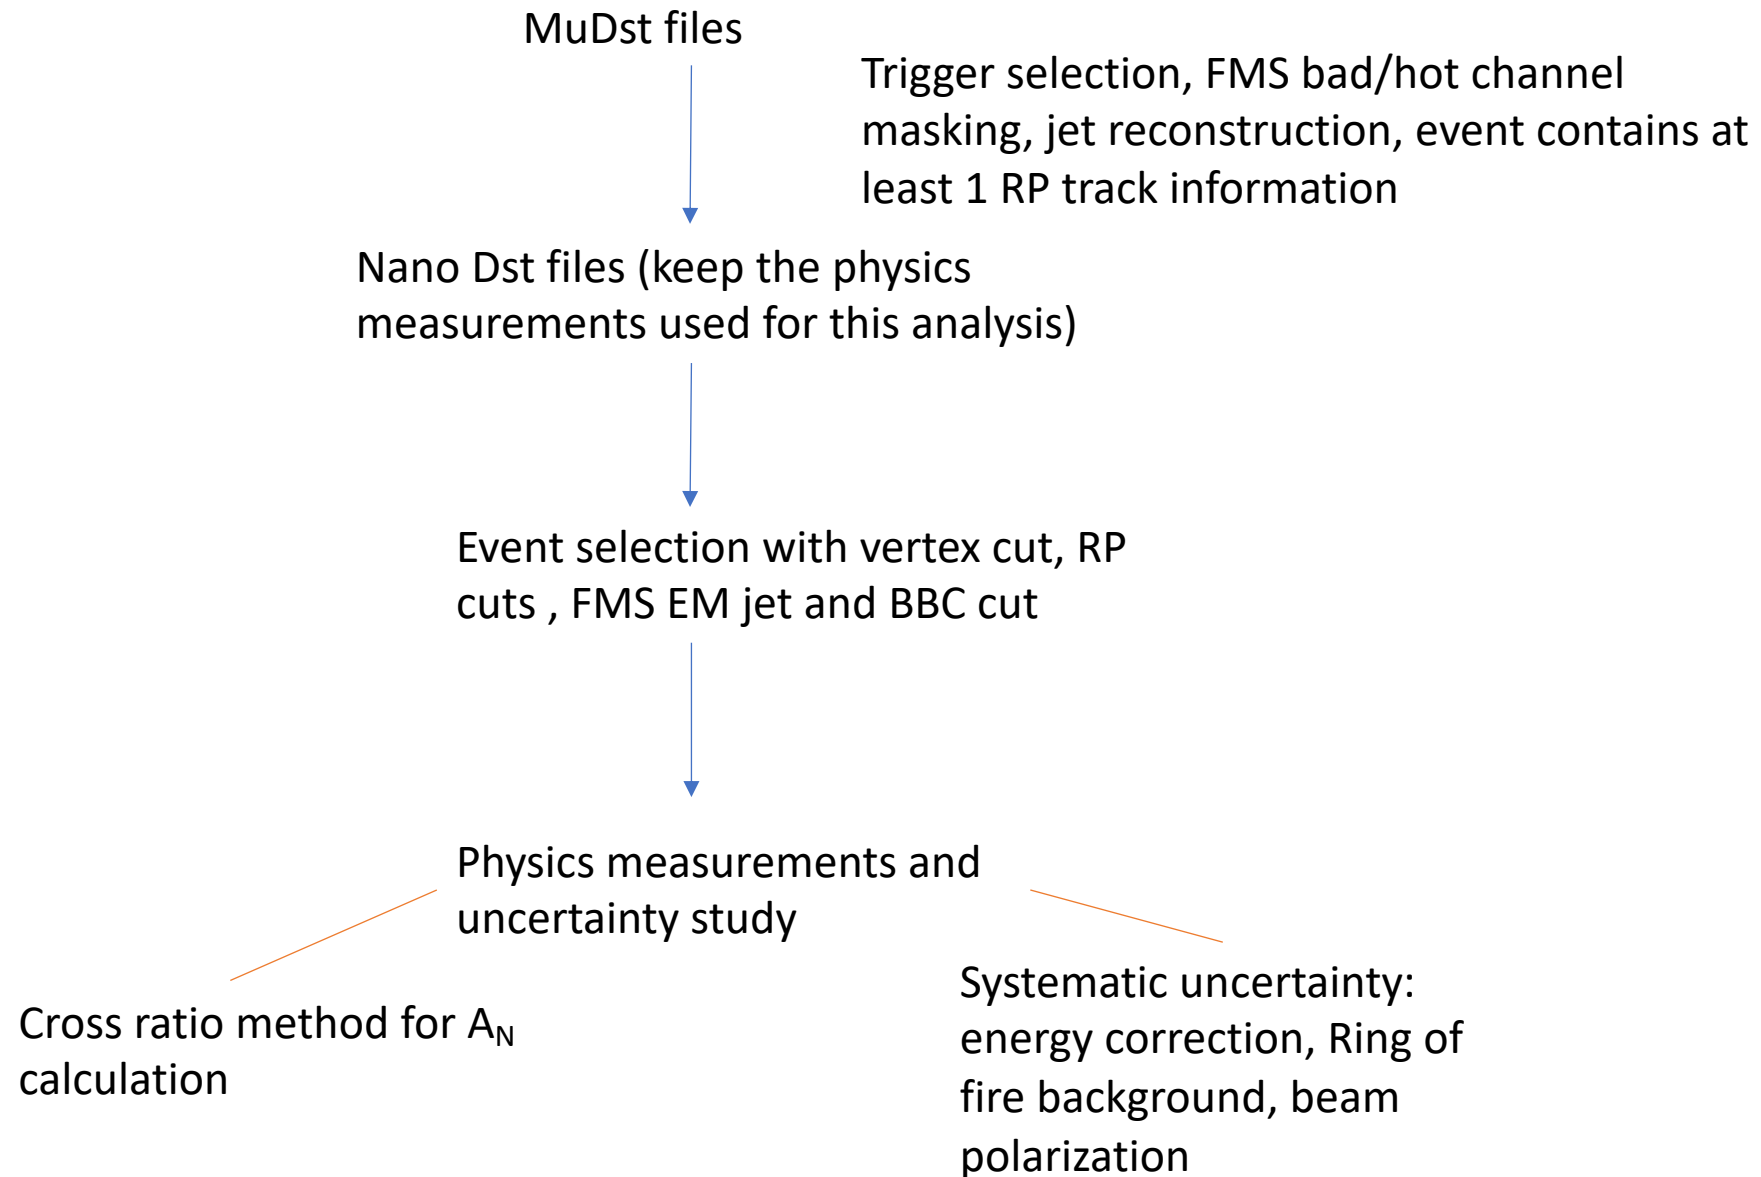 MuDst files
Trigger selection, FMS bad/hot channel
masking, jet reconstruction, event contains at
least 1 RP track information
Nano Dst files (keep the physics
measurements used for this analysis)
Event selection with vertex cut, RP
cuts , FMS EM jet and BBC cut
Physics measurements and
uncertainty study
Cross ratio method for A_N
calculation
Systematic uncertainty:
energy correction, Ring of
fire background, beam
polarization